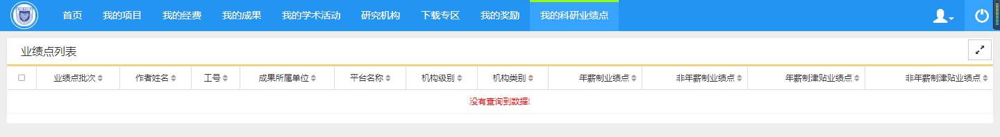 首页 我的项目 我的经费 我的成果 我的学术活动 研究机构 下载专区 我的奖励 我的科研业绩点
业绩点列表
业绩点批次 作者姓名 工号 成果所属单位 平台名称 机构级别 机构类别 年薪制业绩点 非年薪制业绩点 年薪制津贴业绩点 非年薪制津贴业绩点
没有查询到数据!